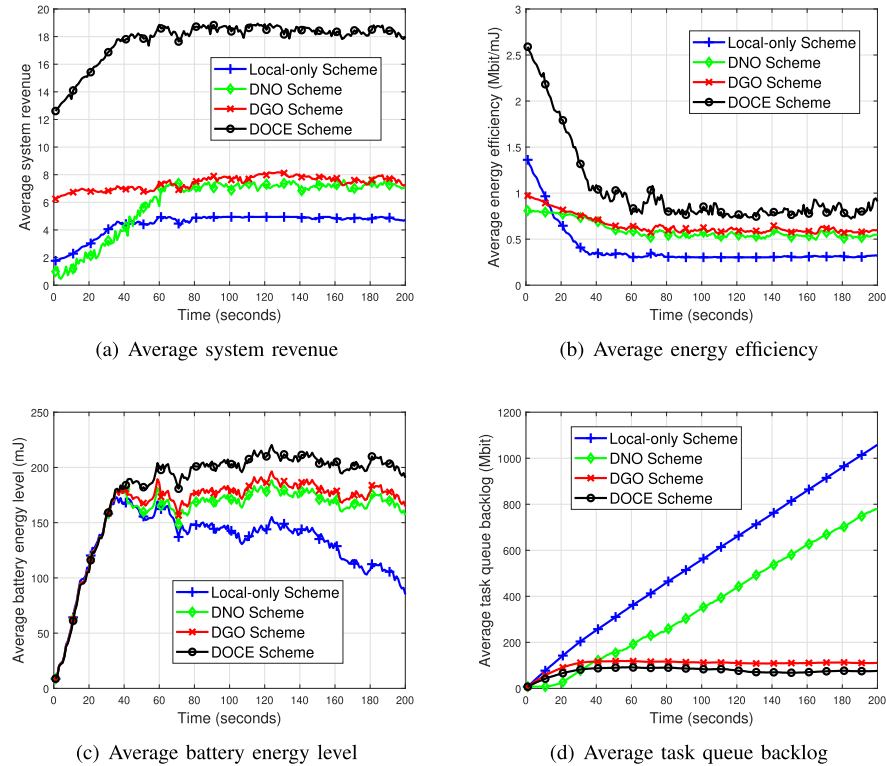 Average system revenue
20
18
16
14
12
10
8
6
4
2
0
Local-only Scheme
DNO Scheme
DGO Scheme
DOCE Scheme
0 20 40 60 80 100 120 140 160 180 200
Time (seconds)
(a) Average system revenue
Average energy efficiency (Mbit/mJ)
3
2.5
2
1.5
1
0.5
0
Local-only Scheme
DNO Scheme
DGO Scheme
DOCE Scheme
0 20 40 60 80 100 120 140 160 180 200
Time (seconds)
(b) Average energy efficiency
Average battery energy level (mJ)
250
200
150
100
50
0
Local-only Scheme
DNO Scheme
DGO Scheme
DOCE Scheme
0 20 40 60 80 100 120 140 160 180 200
Time (seconds)
(c) Average battery energy level
Average task queue backlog (Mbit)
1200
1000
800
600
400
200
0
Local-only Scheme
DNO Scheme
DGO Scheme
DOCE Scheme
0 20 40 60 80 100 120 140 160 180 200
Time (seconds)
(d) Average task queue backlog